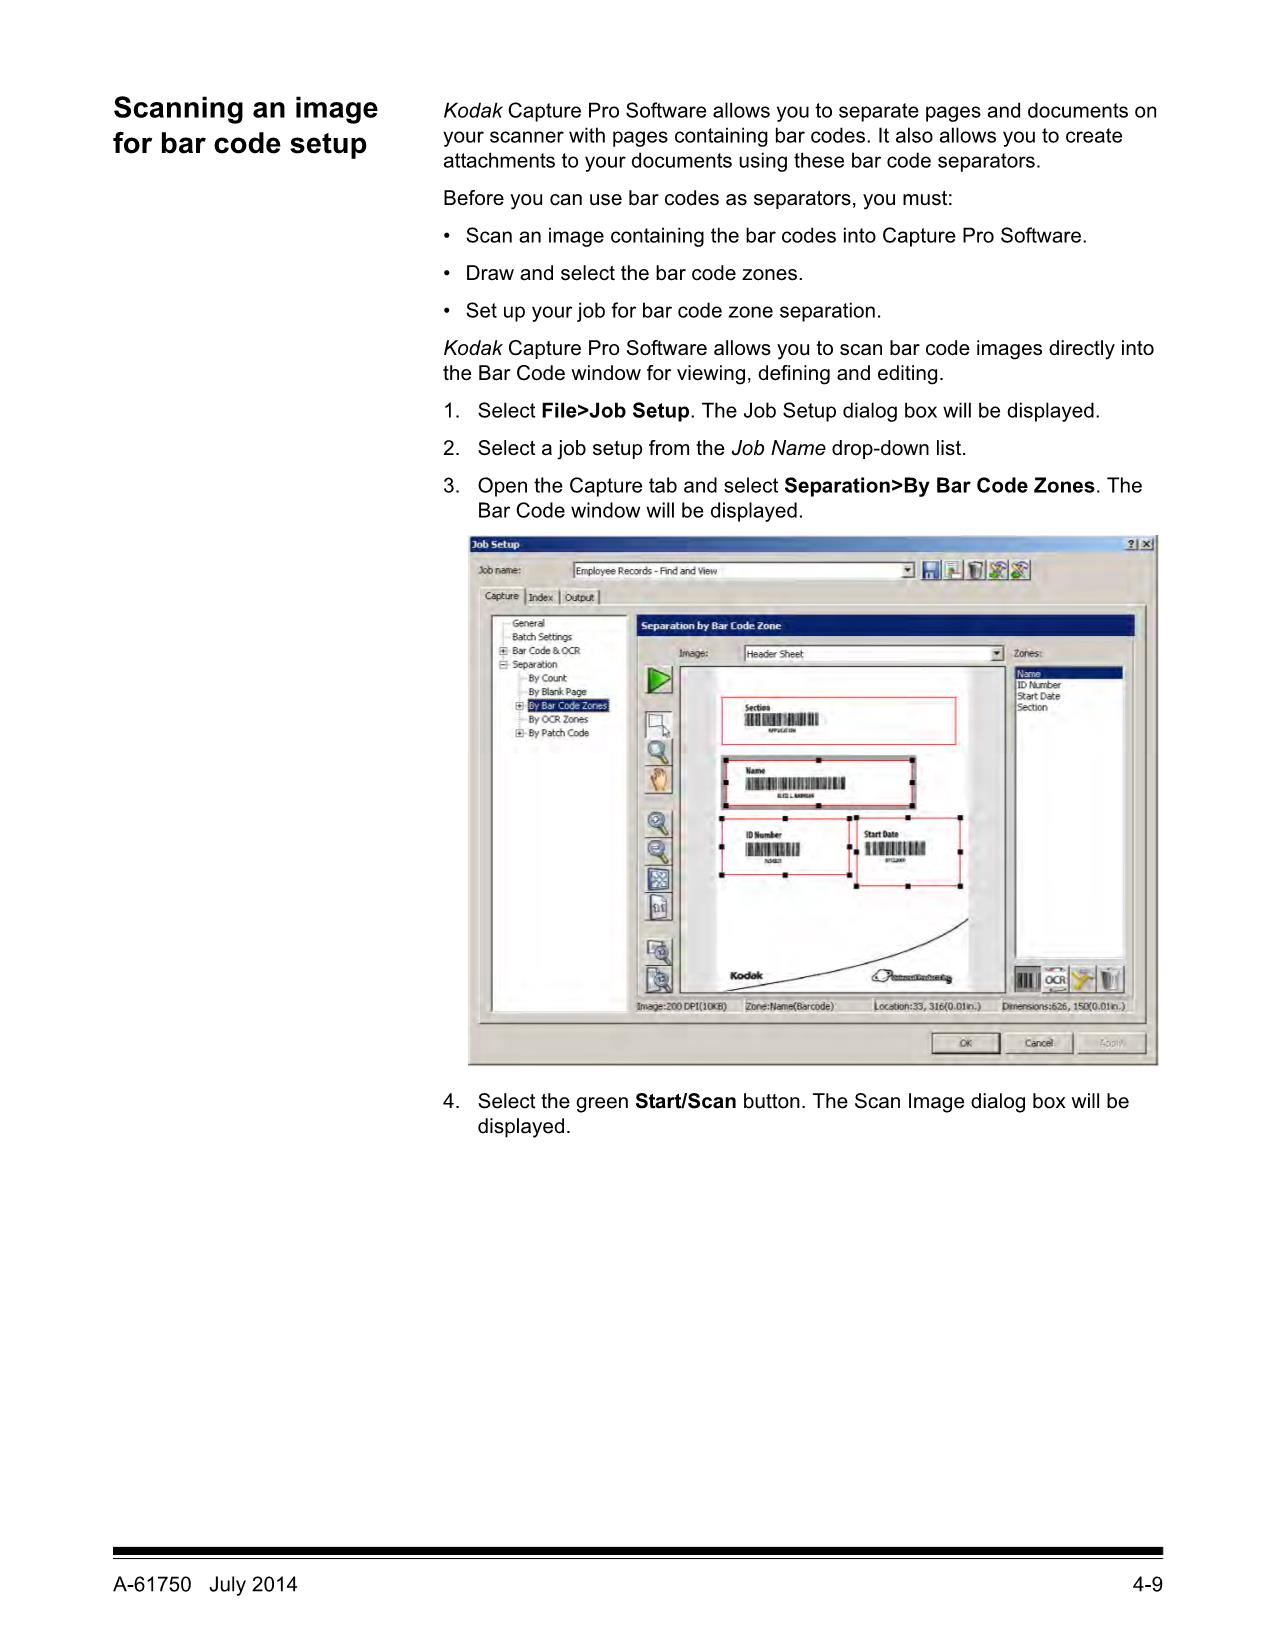 Scanning an image
for bar code setup
Kodak Capture Pro Software allows you to separate pages and documents on
your scanner with pages containing bar codes. It also allows you to create
attachments to your documents using these bar code separators.
Before you can use bar codes as separators, you must:
• Scan an image containing the bar codes into Capture Pro Software.
• Draw and select the bar code zones.
• Set up your job for bar code zone separation.
Kodak Capture Pro Software allows you to scan bar code images directly into
the Bar Code window for viewing, defining and editing.
1. Select File>Job Setup. The Job Setup dialog box will be displayed.
2. Select a job setup from the Job Name drop-down list.
3. Open the Capture tab and select Separation>By Bar Code Zones. The
Bar Code window will be displayed.
Job Setup
Job name: Employee Records - Find and View
Capture Index Output
General
Batch Settings
Bar Code & OCR
Separation
By Count
By Blank Page
By Bar Code Zones
By OCR Zones
By Patch Code
Separation by Bar Code Zone
Image: Header Sheet
Zones:
Name
ID Number
Start Date
Section
Section
APPLICATION
Name
ID Number
Start Date
Kodak
OCR
Image:200 DPI(10KB) Zone:Name(Barcode) Location:33, 316(0.01in.) Dimensions:626, 150(0.01in.)
OK Cancel Apply
4. Select the green Start/Scan button. The Scan Image dialog box will be
displayed.
A-61750 July 2014
4-9